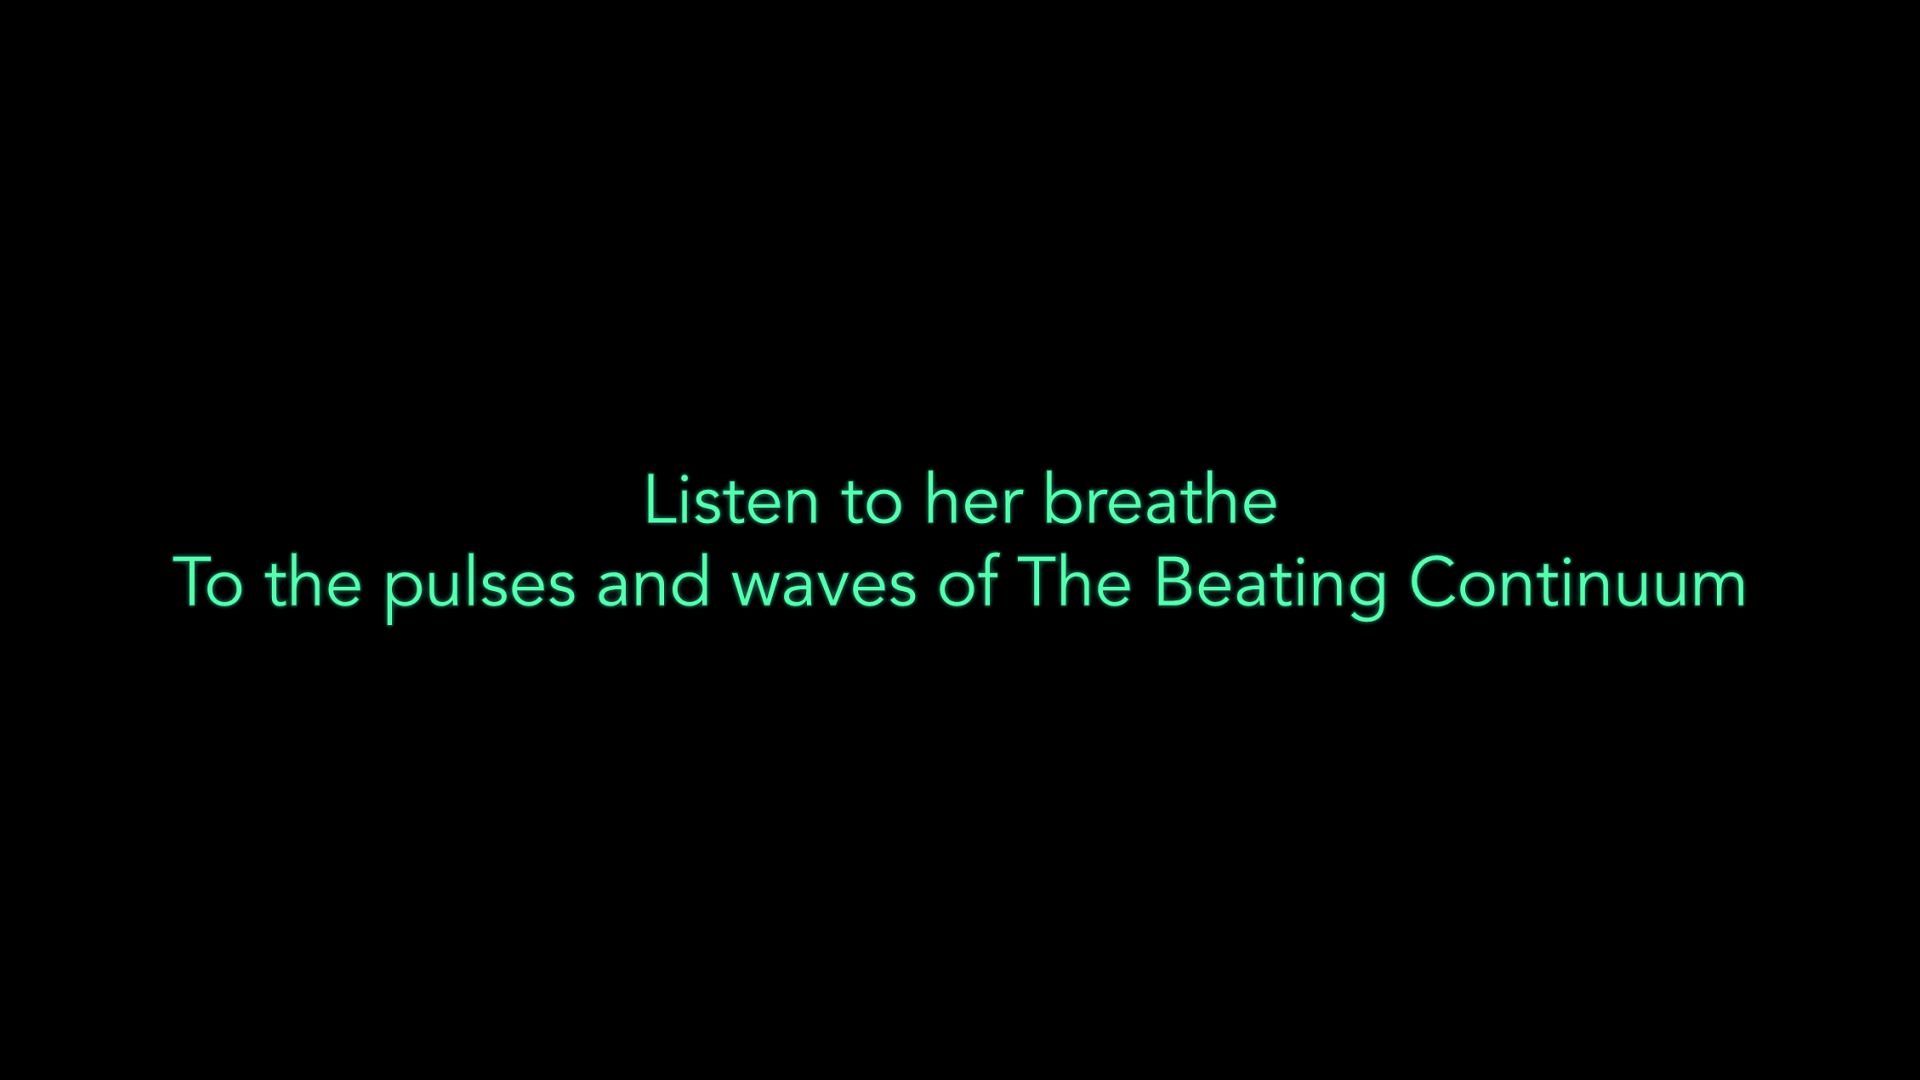 Listen to her breathe
To the pulses and waves of The Beating Continuum